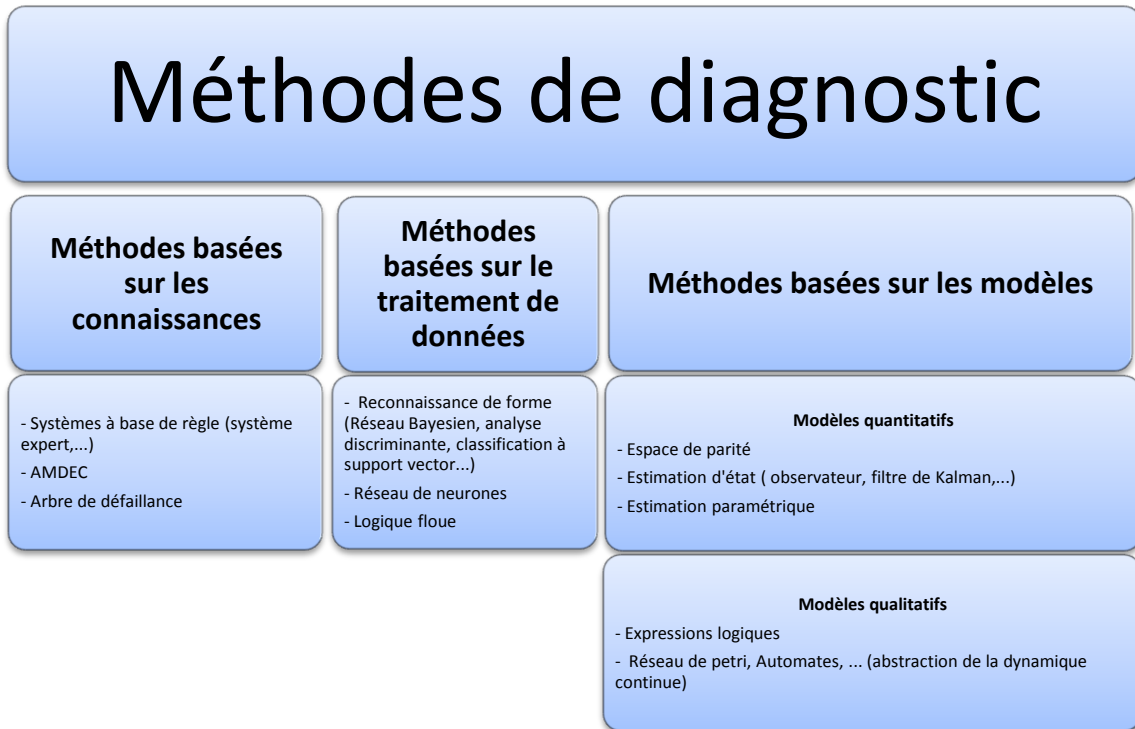 Méthodes de diagnostic
Méthodes basées
sur les
connaissances
Méthodes
basées sur le
traitement de
données
Méthodes basées sur les modèles
- Systèmes à base de règle (système
expert,...)
- AMDEC
- Arbre de défaillance
- Reconnaissance de forme
(Réseau Bayesien, analyse
discriminante, classification à
support vector...)
- Réseau de neurones
- Logique floue
Modèles quantitatifs
- Espace de parité
- Estimation d'état ( observateur, filtre de Kalman,...)
- Estimation paramétrique
Modèles qualitatifs
- Expressions logiques
- Réseau de petri, Automates, ... (abstraction de la dynamique
continue)